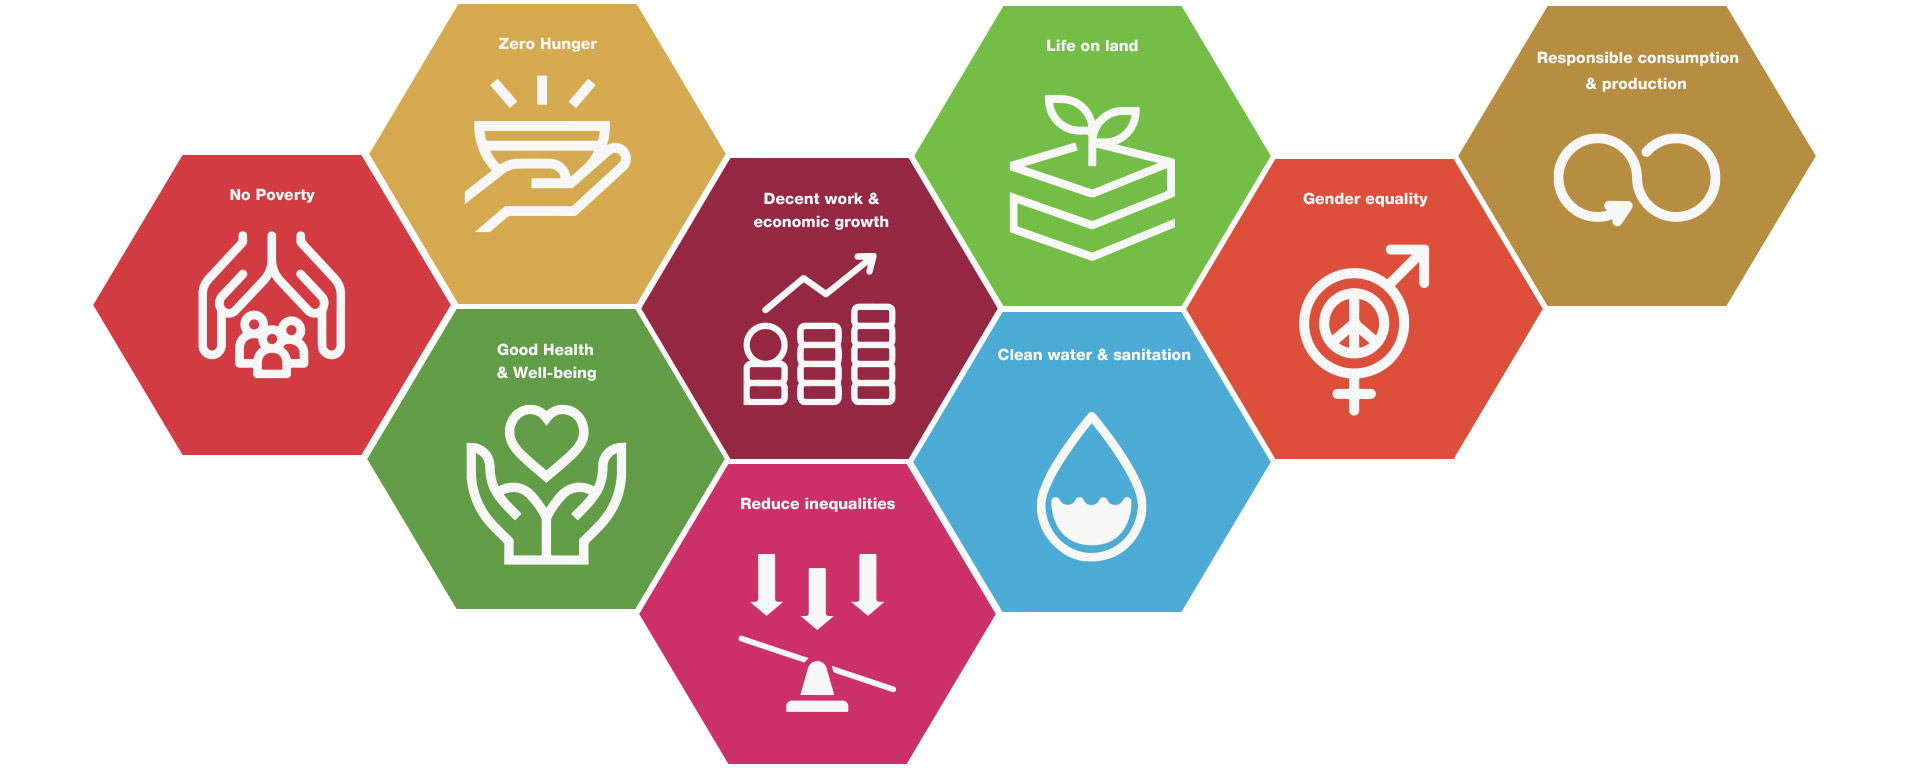 Zero Hunger
Life on land
Responsible consumption
& production
No Poverty
Decent work &
economic growth
Gender equality
Good Health
& Well-being
Clean water & sanitation
Reduce inequalities